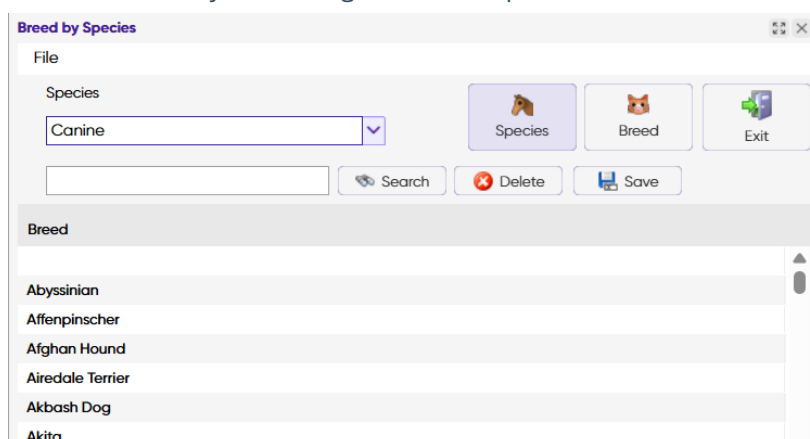 Breed by Species
File
Species
Canine
Species
Breed
Exit
Search
Delete
Save
Breed
Abyssinian
Affenpinscher
Afghan Hound
Airedale Terrier
Akbash Dog
Akita